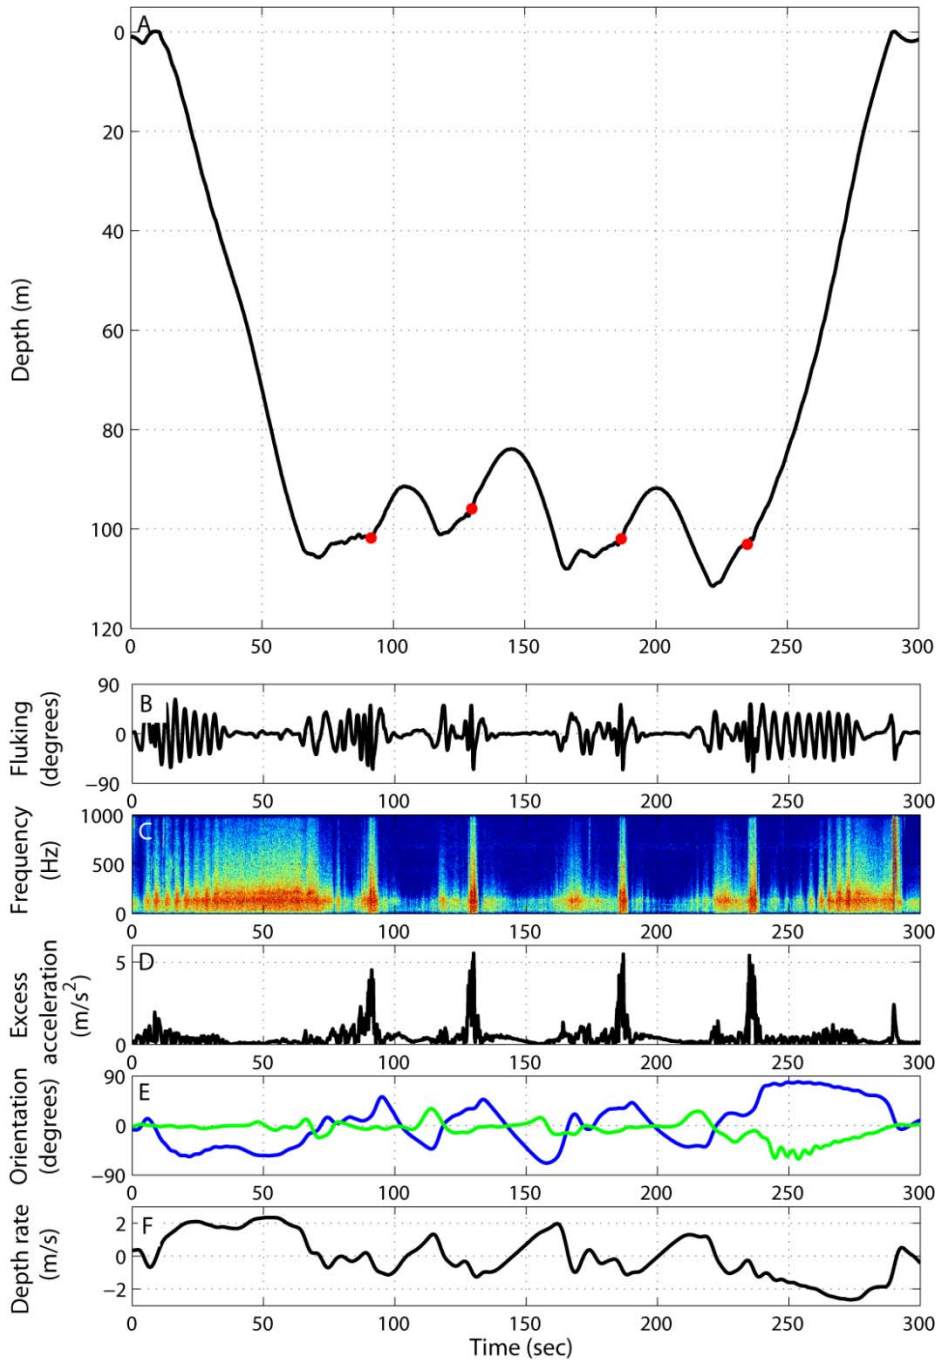 A
0
20
40
60
80
100
120
Depth (m)
0 50 100 150 200 250 300
B
90
0
−90
Fluking
(degrees)
0 50 100 150 200 250 300
C
1000
500
0
Frequency
(Hz)
0 50 100 150 200 250 300
D
5
0
Excess
acceleration
(m/s²)
0 50 100 150 200 250 300
E
90
0
−90
Orientation
(degrees)
0 50 100 150 200 250 300
F
2
0
−2
Depth rate
(m/s)
0 50 100 150 200 250 300
Time (sec)